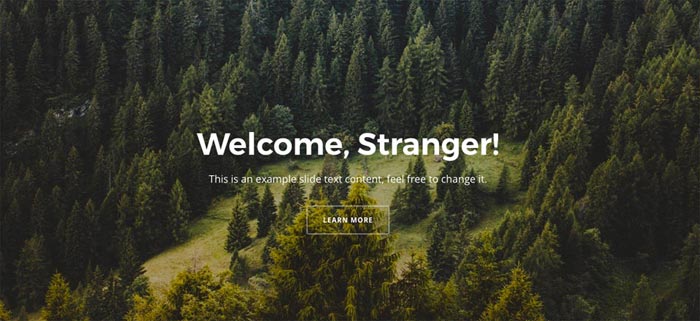 Welcome, Stranger!
This is an example slide text content, feel free to change it.
LEARN MORE